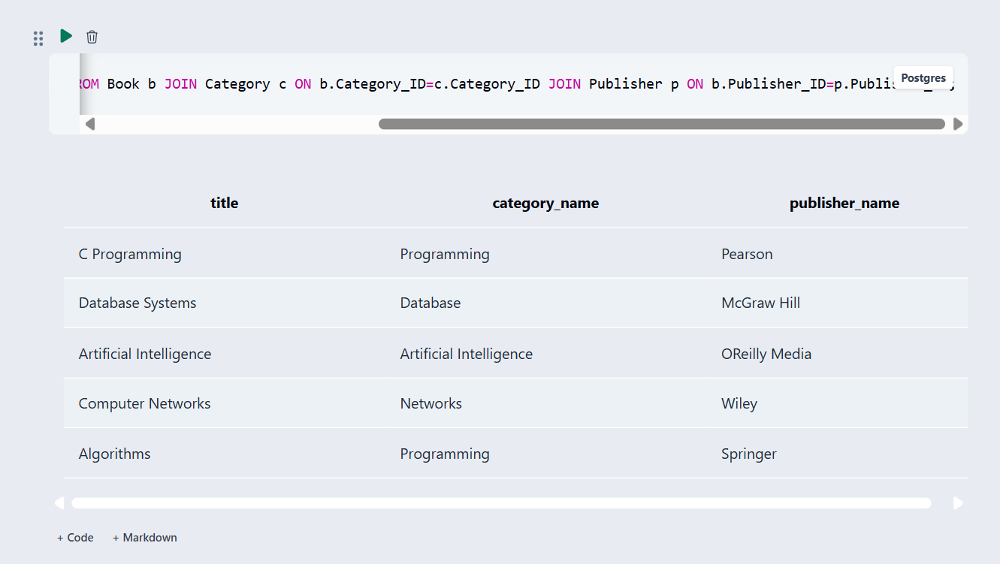 ROM Book b JOIN Category c ON b.Category_ID=c.Category_ID JOIN Publisher p ON b.Publisher_ID=p.Publis
Postgres
title category_name publisher_name
C Programming Programming Pearson
Database Systems Database McGraw Hill
Artificial Intelligence Artificial Intelligence OReilly Media
Computer Networks Networks Wiley
Algorithms Programming Springer
+ Code + Markdown